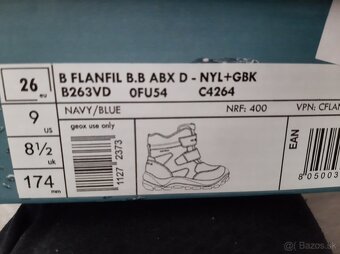 26 eu
B FLANFIL B.B ABX D - NYL+GBK
B263VD 0FU54 C4264
9 us
NAVY/BLUE
NRF: 400
VPN: CFLAN
geox use only
8½ uk
1127 2373
EAN
174 mm
805003
Bazos.sk